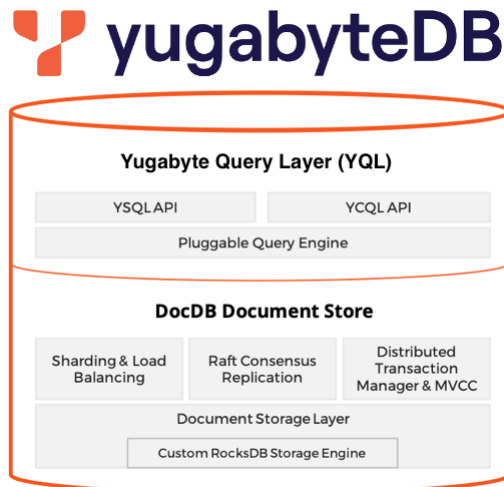 yugabyteDB
Yugabyte Query Layer (YQL)
YSQL API
YCQL API
Pluggable Query Engine
DocDB Document Store
Sharding & Load
Balancing
Raft Consensus
Replication
Distributed
Transaction
Manager & MVCC
Document Storage Layer
Custom RocksDB Storage Engine